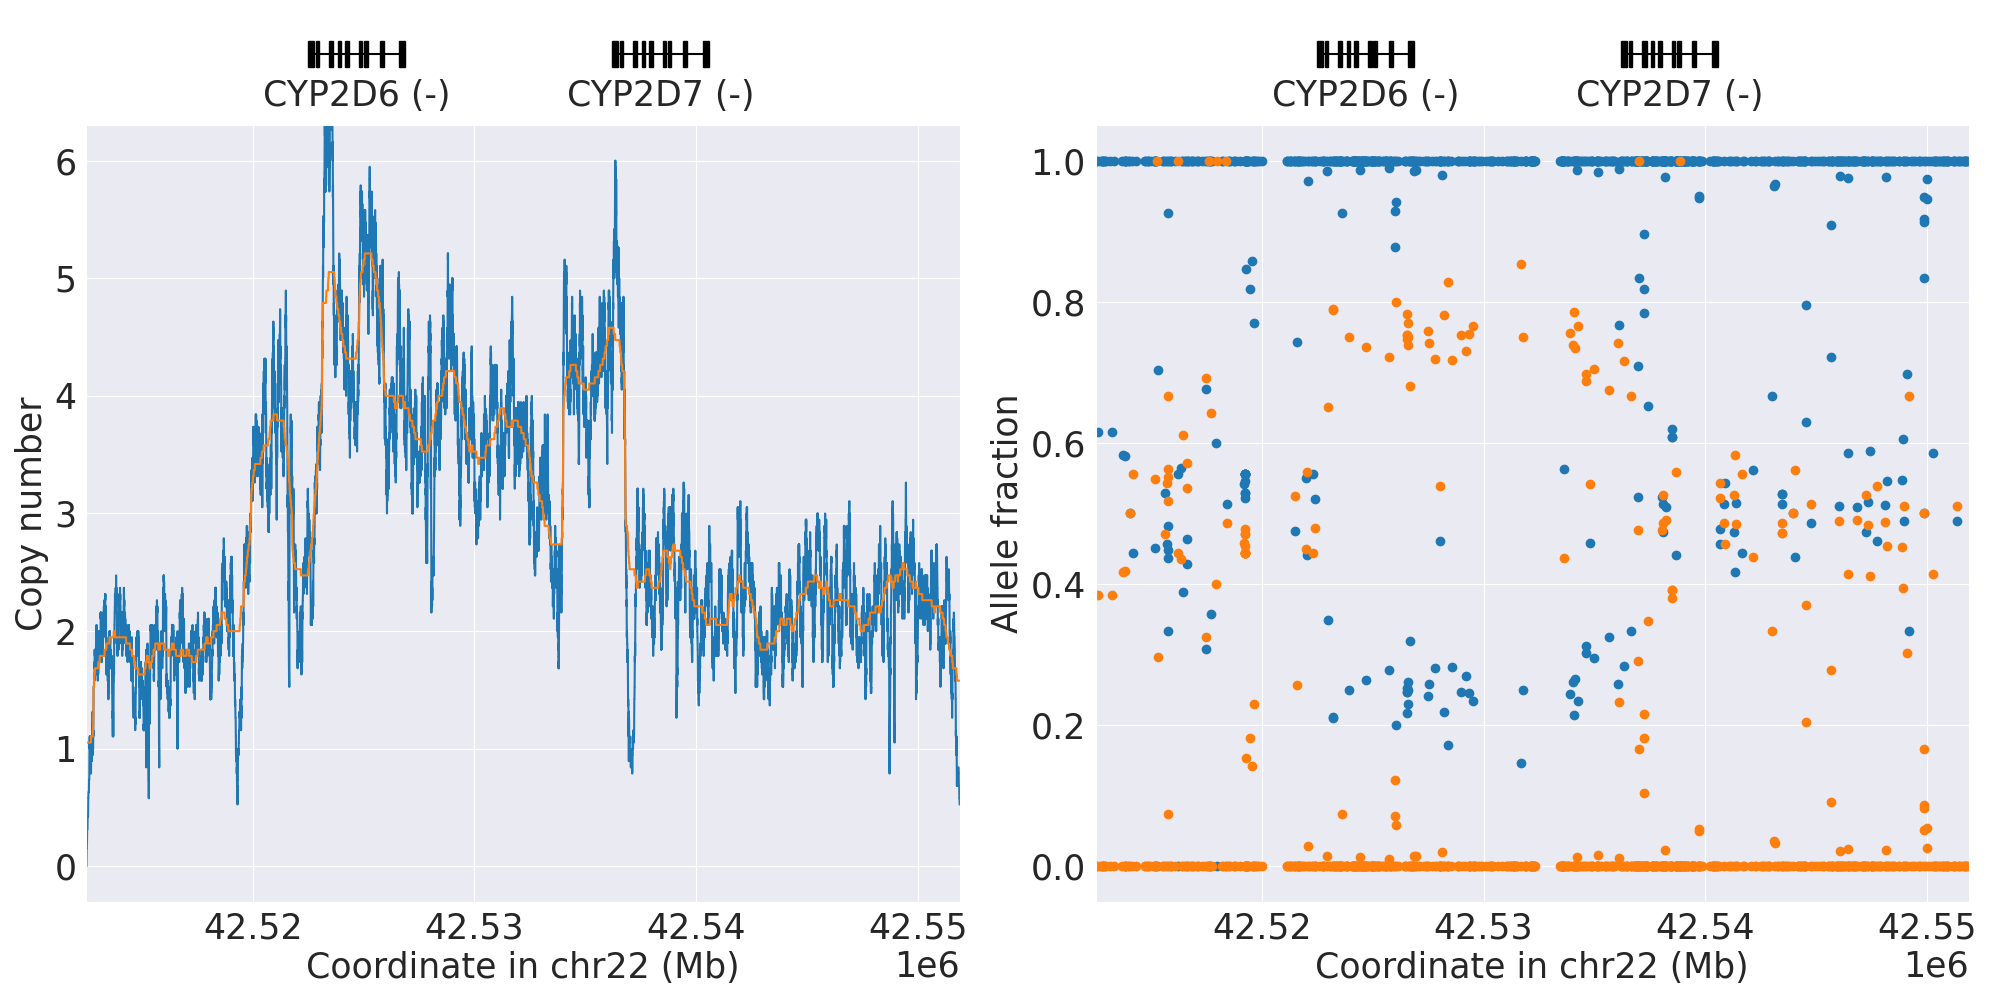 CYP2D6 (-) CYP2D7 (-)
6
5
4
3
2
1
0
Copy number
42.52 42.53 42.54 42.55
Coordinate in chr22 (Mb) 1e6
CYP2D6 (-) CYP2D7 (-)
1.0
0.8
0.6
0.4
0.2
0.0
Allele fraction
42.52 42.53 42.54 42.55
Coordinate in chr22 (Mb) 1e6